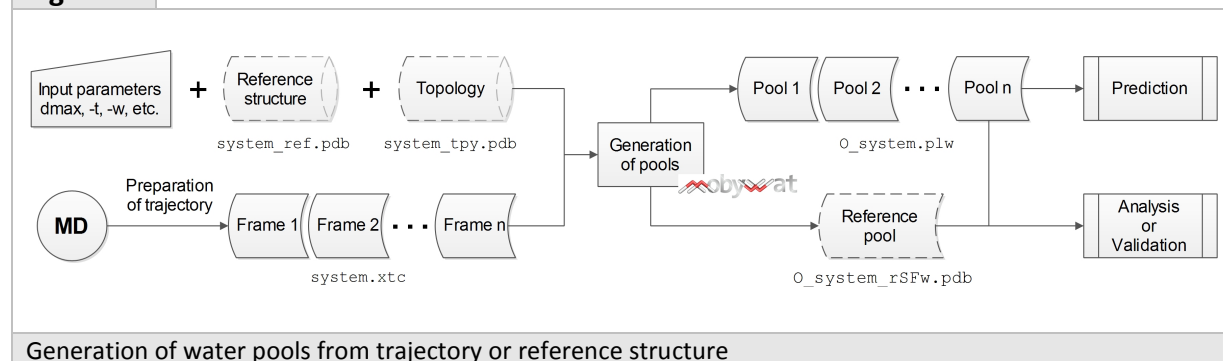 Input parameters
dmax, -t, -w, etc.
+
Reference
structure
+
Topology
system_ref.pdb
system_tpy.pdb
MD
Preparation
of trajectory
Frame 1
Frame 2
...
Frame n
system.xtc
Generation
of pools
mobywat
Pool 1
Pool 2
...
Pool n
O_system.plw
Prediction
Reference
pool
O_system_rSFw.pdb
Analysis
or
Validation
Generation of water pools from trajectory or reference structure